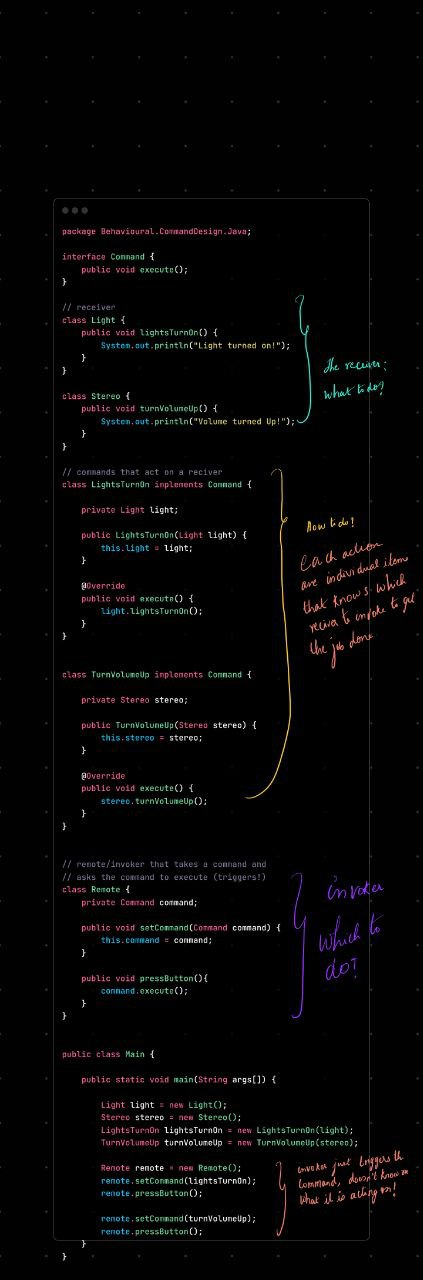 package Behavioural.CommandDesign.Java;
interface Command {
public void execute();
}
// receiver
class Light {
public void lightsTurnOn() {
System.out.println("Light turned on!");
}
}
class Stereo {
public void turnVolumeUp() {
System.out.println("Volume turned Up!");
}
}
the receiver:
what to do?
// commands that act on a reciver
class LightsTurnOn implements Command {
private Light light;
public LightsTurnOn(Light light) {
this.light = light;
}
@Override
public void execute() {
light.lightsTurnOn();
}
}
class TurnVolumeUp implements Command {
private Stereo stereo;
public TurnVolumeUp(Stereo stereo) {
this.stereo = stereo;
}
@Override
public void execute() {
stereo.turnVolumeUp();
}
}
How to do?
Each action
are individual items
that knows which
reciver to invoke to get
the job done
// remote/invoker that takes a command and
// asks the command to execute (triggers!)
class Remote {
private Command command;
public void setCommand(Command command) {
this.command = command;
}
public void pressButton(){
command.execute();
}
}
invoker
which to
do?
public class Main {
public static void main(String args[]) {
Light light = new Light();
Stereo stereo = new Stereo();
LightsTurnOn lightsTurnOn = new LightsTurnOn(light);
TurnVolumeUp turnVolumeUp = new TurnVolumeUp(stereo);
Remote remote = new Remote();
remote.setCommand(lightsTurnOn);
remote.pressButton();
remote.setCommand(turnVolumeUp);
remote.pressButton();
}
}
invoker just triggers th
command, doesn't know
what it is acting on!